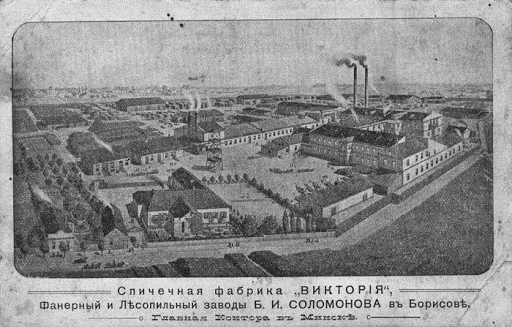 Спичечная фабрика „ВИКТОРІЯ",
Фанерный и Лѣсопильный заводы Б. И. СОЛОМОНОВА въ Борисовѣ,
Главная Контора въ Минскѣ.